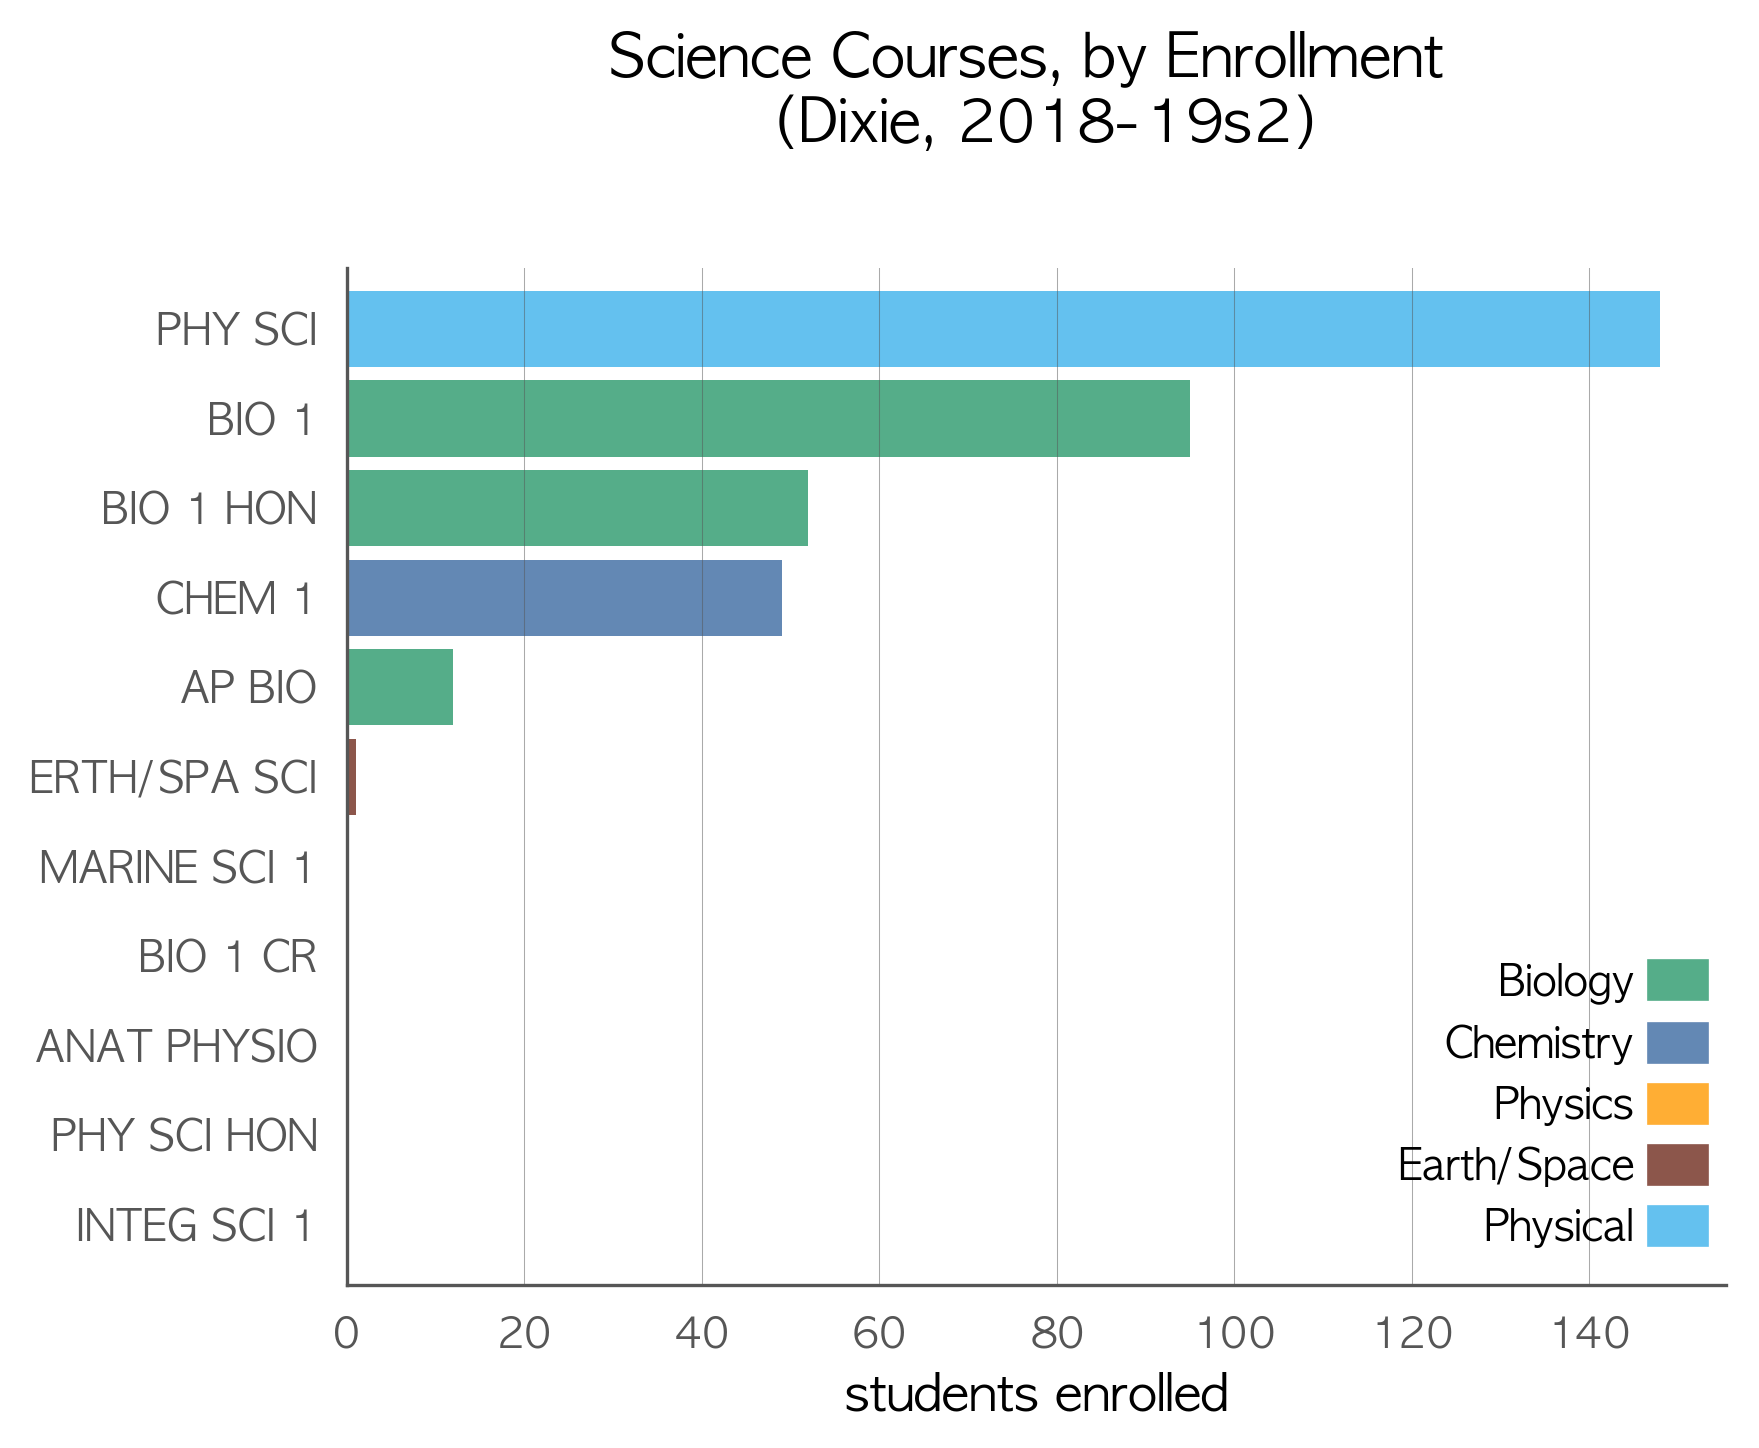 Science Courses, by Enrollment
(Dixie, 2018-19s2)
PHY SCI
BIO 1
BIO 1 HON
CHEM 1
AP BIO
ERTH/SPA SCI
MARINE SCI 1
BIO 1 CR
ANAT PHYSIO
PHY SCI HON
INTEG SCI 1
Biology
Chemistry
Physics
Earth/Space
Physical
0 20 40 60 80 100 120 140
students enrolled